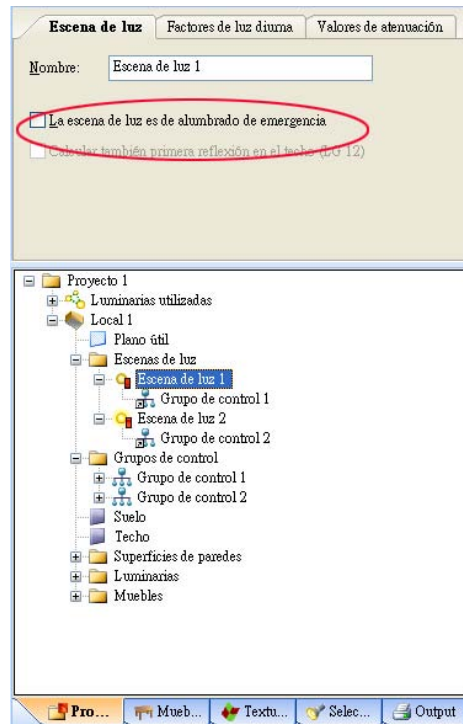 Escena de luz Factores de luz diurna Valores de atenuación
Nombre: Escena de luz 1
La escena de luz es de alumbrado de emergencia
Calcular también primera reflexión en el techo (LG 12)
Proyecto 1
Luminarias utilizadas
Local 1
Plano útil
Escenas de luz
Escena de luz 1
Grupo de control 1
Escena de luz 2
Grupo de control 2
Grupos de control
Grupo de control 1
Grupo de control 2
Suelo
Techo
Superficies de paredes
Luminarias
Muebles
Pro... Mueb... Textu... Selec... Output